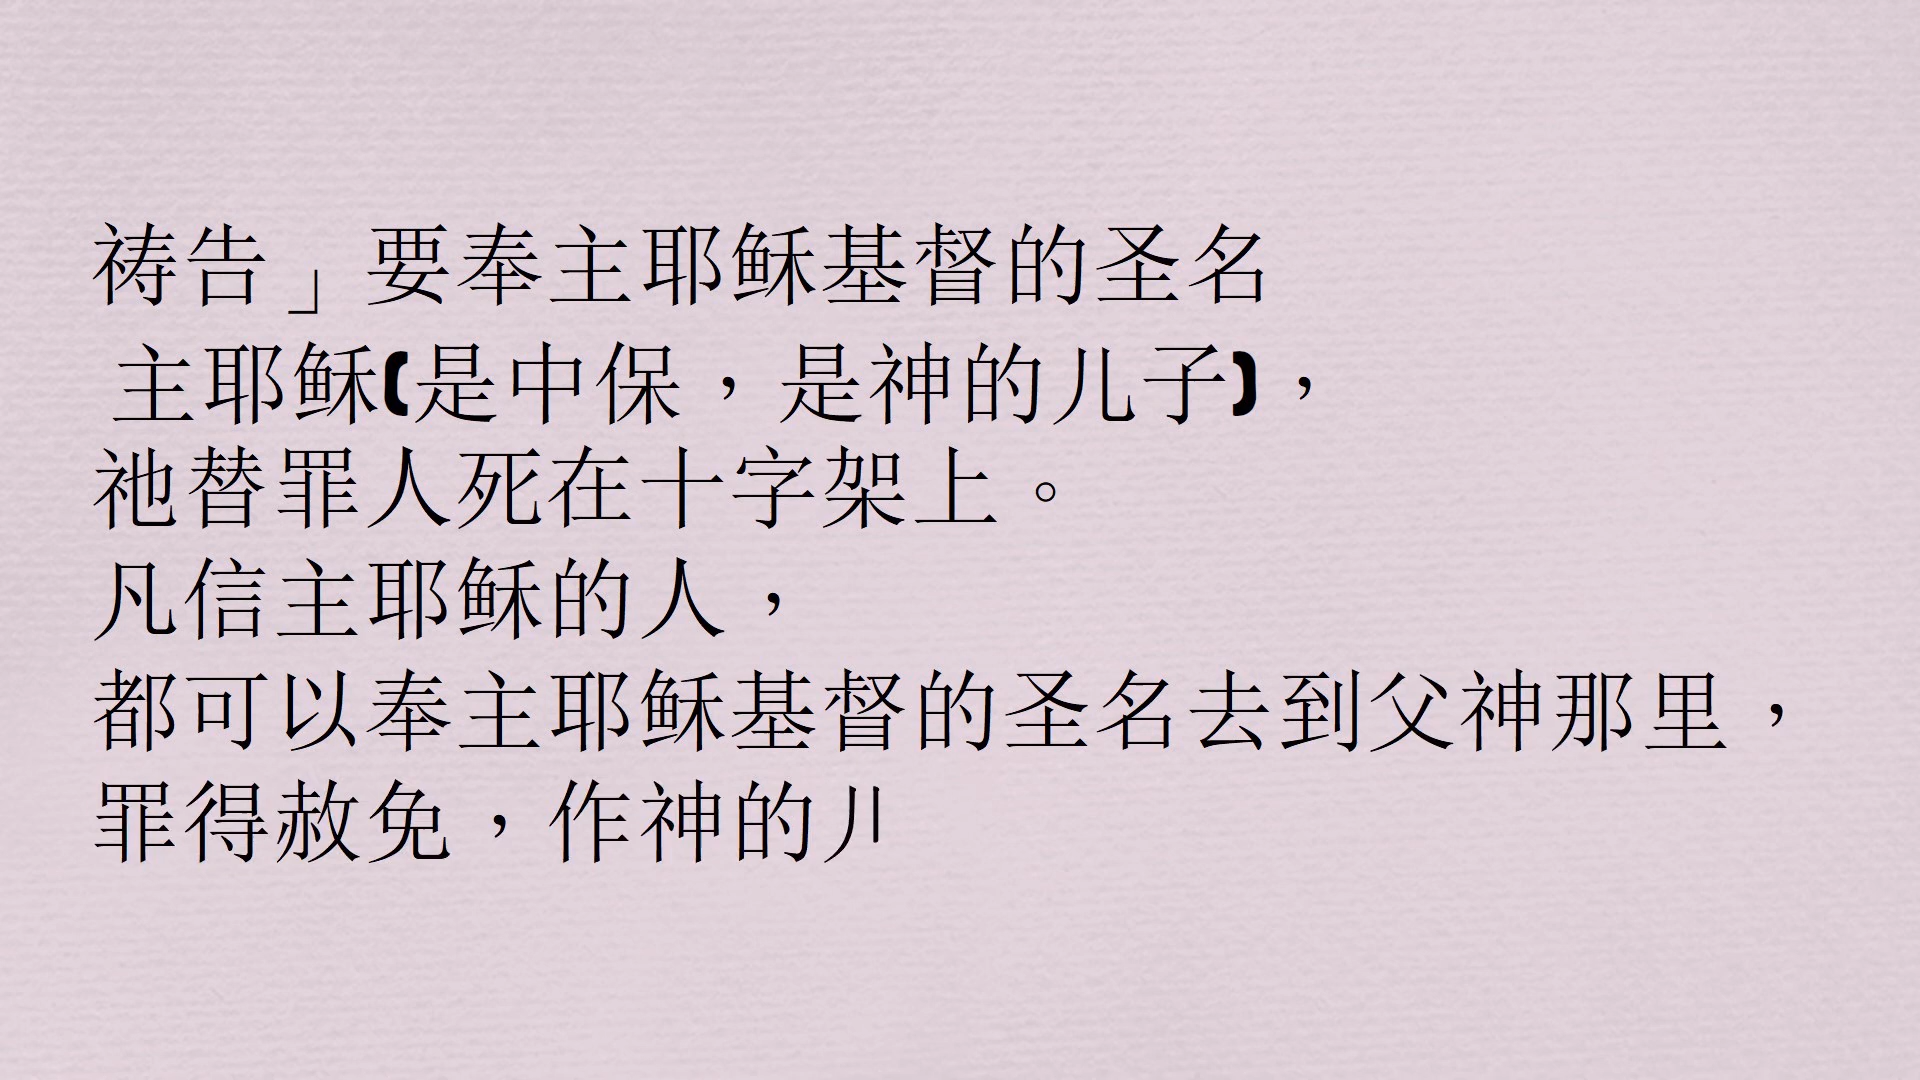 祷告」要奉主耶稣基督的圣名
主耶稣(是中保，是神的儿子)，
祂替罪人死在十字架上。
凡信主耶稣的人，
都可以奉主耶稣基督的圣名去到父神那里，
罪得赦免，作神的